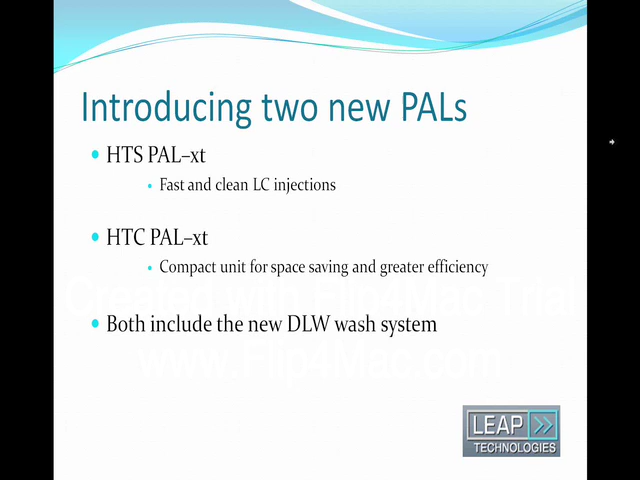 Introducing two new PALs
• HTS PAL–xt
• Fast and clean LC injections
• HTC PAL–xt
• Compact unit for space saving and greater efficiency
Created with Flip4Mac Trial
• Both include the new DLW wash system
www.Flip4Mac.com
LEAP
TECHNOLOGIES